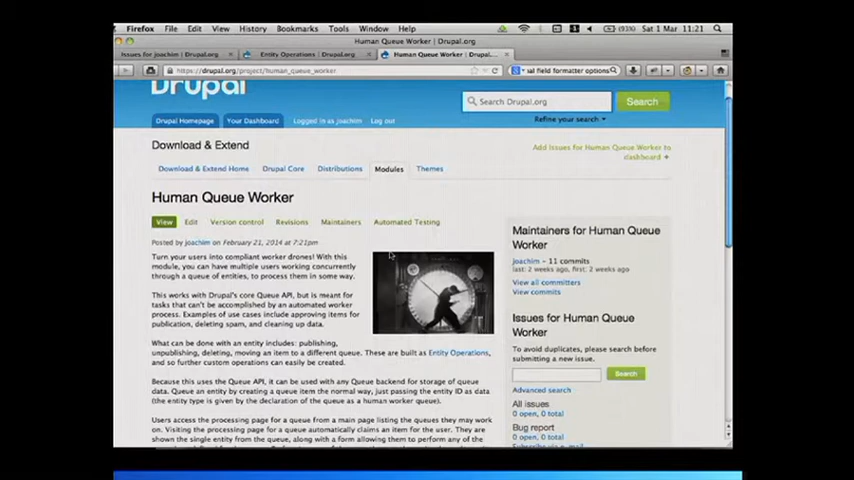 Firefox File Edit View History Bookmarks Tools Window Help (93%) Sat 1 Mar 11:21
Human Queue Worker | Drupal.org
Issues for joachim | Drupal.org Entity Operations | Drupal.org Human Queue Worker | Drupal....
https://drupal.org/project/human_queue_worker al field formatter options
Drupal
Search Drupal.org Search
Refine your search
Drupal Homepage Your Dashboard Logged in as joachim Log out
Download & Extend
Add Issues for Human Queue Worker to
dashboard
Download & Extend Home Drupal Core Distributions Modules Themes
Human Queue Worker
View Edit Version control Revisions Maintainers Automated Testing
Posted by joachim on February 21, 2014 at 7:21pm
Turn your users into compliant worker drones! With this
module, you can have multiple users working concurrently
through a queue of entities, to process them in some way.
This works with Drupal's core Queue API, but is meant for
tasks that can't be accomplished by an automated worker
process. Examples of use cases include approving items for
publication, deleting spam, and cleaning up data.
What can be done with an entity includes: publishing,
unpublishing, deleting, moving an item to a different queue. These are built as Entity Operations,
and so further custom operations can easily be created.
Because this uses the Queue API, it can be used with any Queue backend for storage of queue
data. Queue an entity by creating a queue item the normal way, just passing the entity ID as data
(the entity type is given by the declaration of the queue as a human worker queue).
Users access the processing page for a queue from a main page listing the queues they may work
on. Visiting the processing page for a queue automatically claims an item for the user. They are
shown the single entity from the queue, along with a form allowing them to perform any of the
Maintainers for Human Queue
Worker
joachim – 11 commits
last: 2 weeks ago, first: 2 weeks ago
View all committers
View commits
Issues for Human Queue
Worker
To avoid duplicates, please search before
submitting a new issue.
Search
Advanced search
All issues
0 open, 0 total
Bug report
0 open, 0 total
Subscribe via e-mail